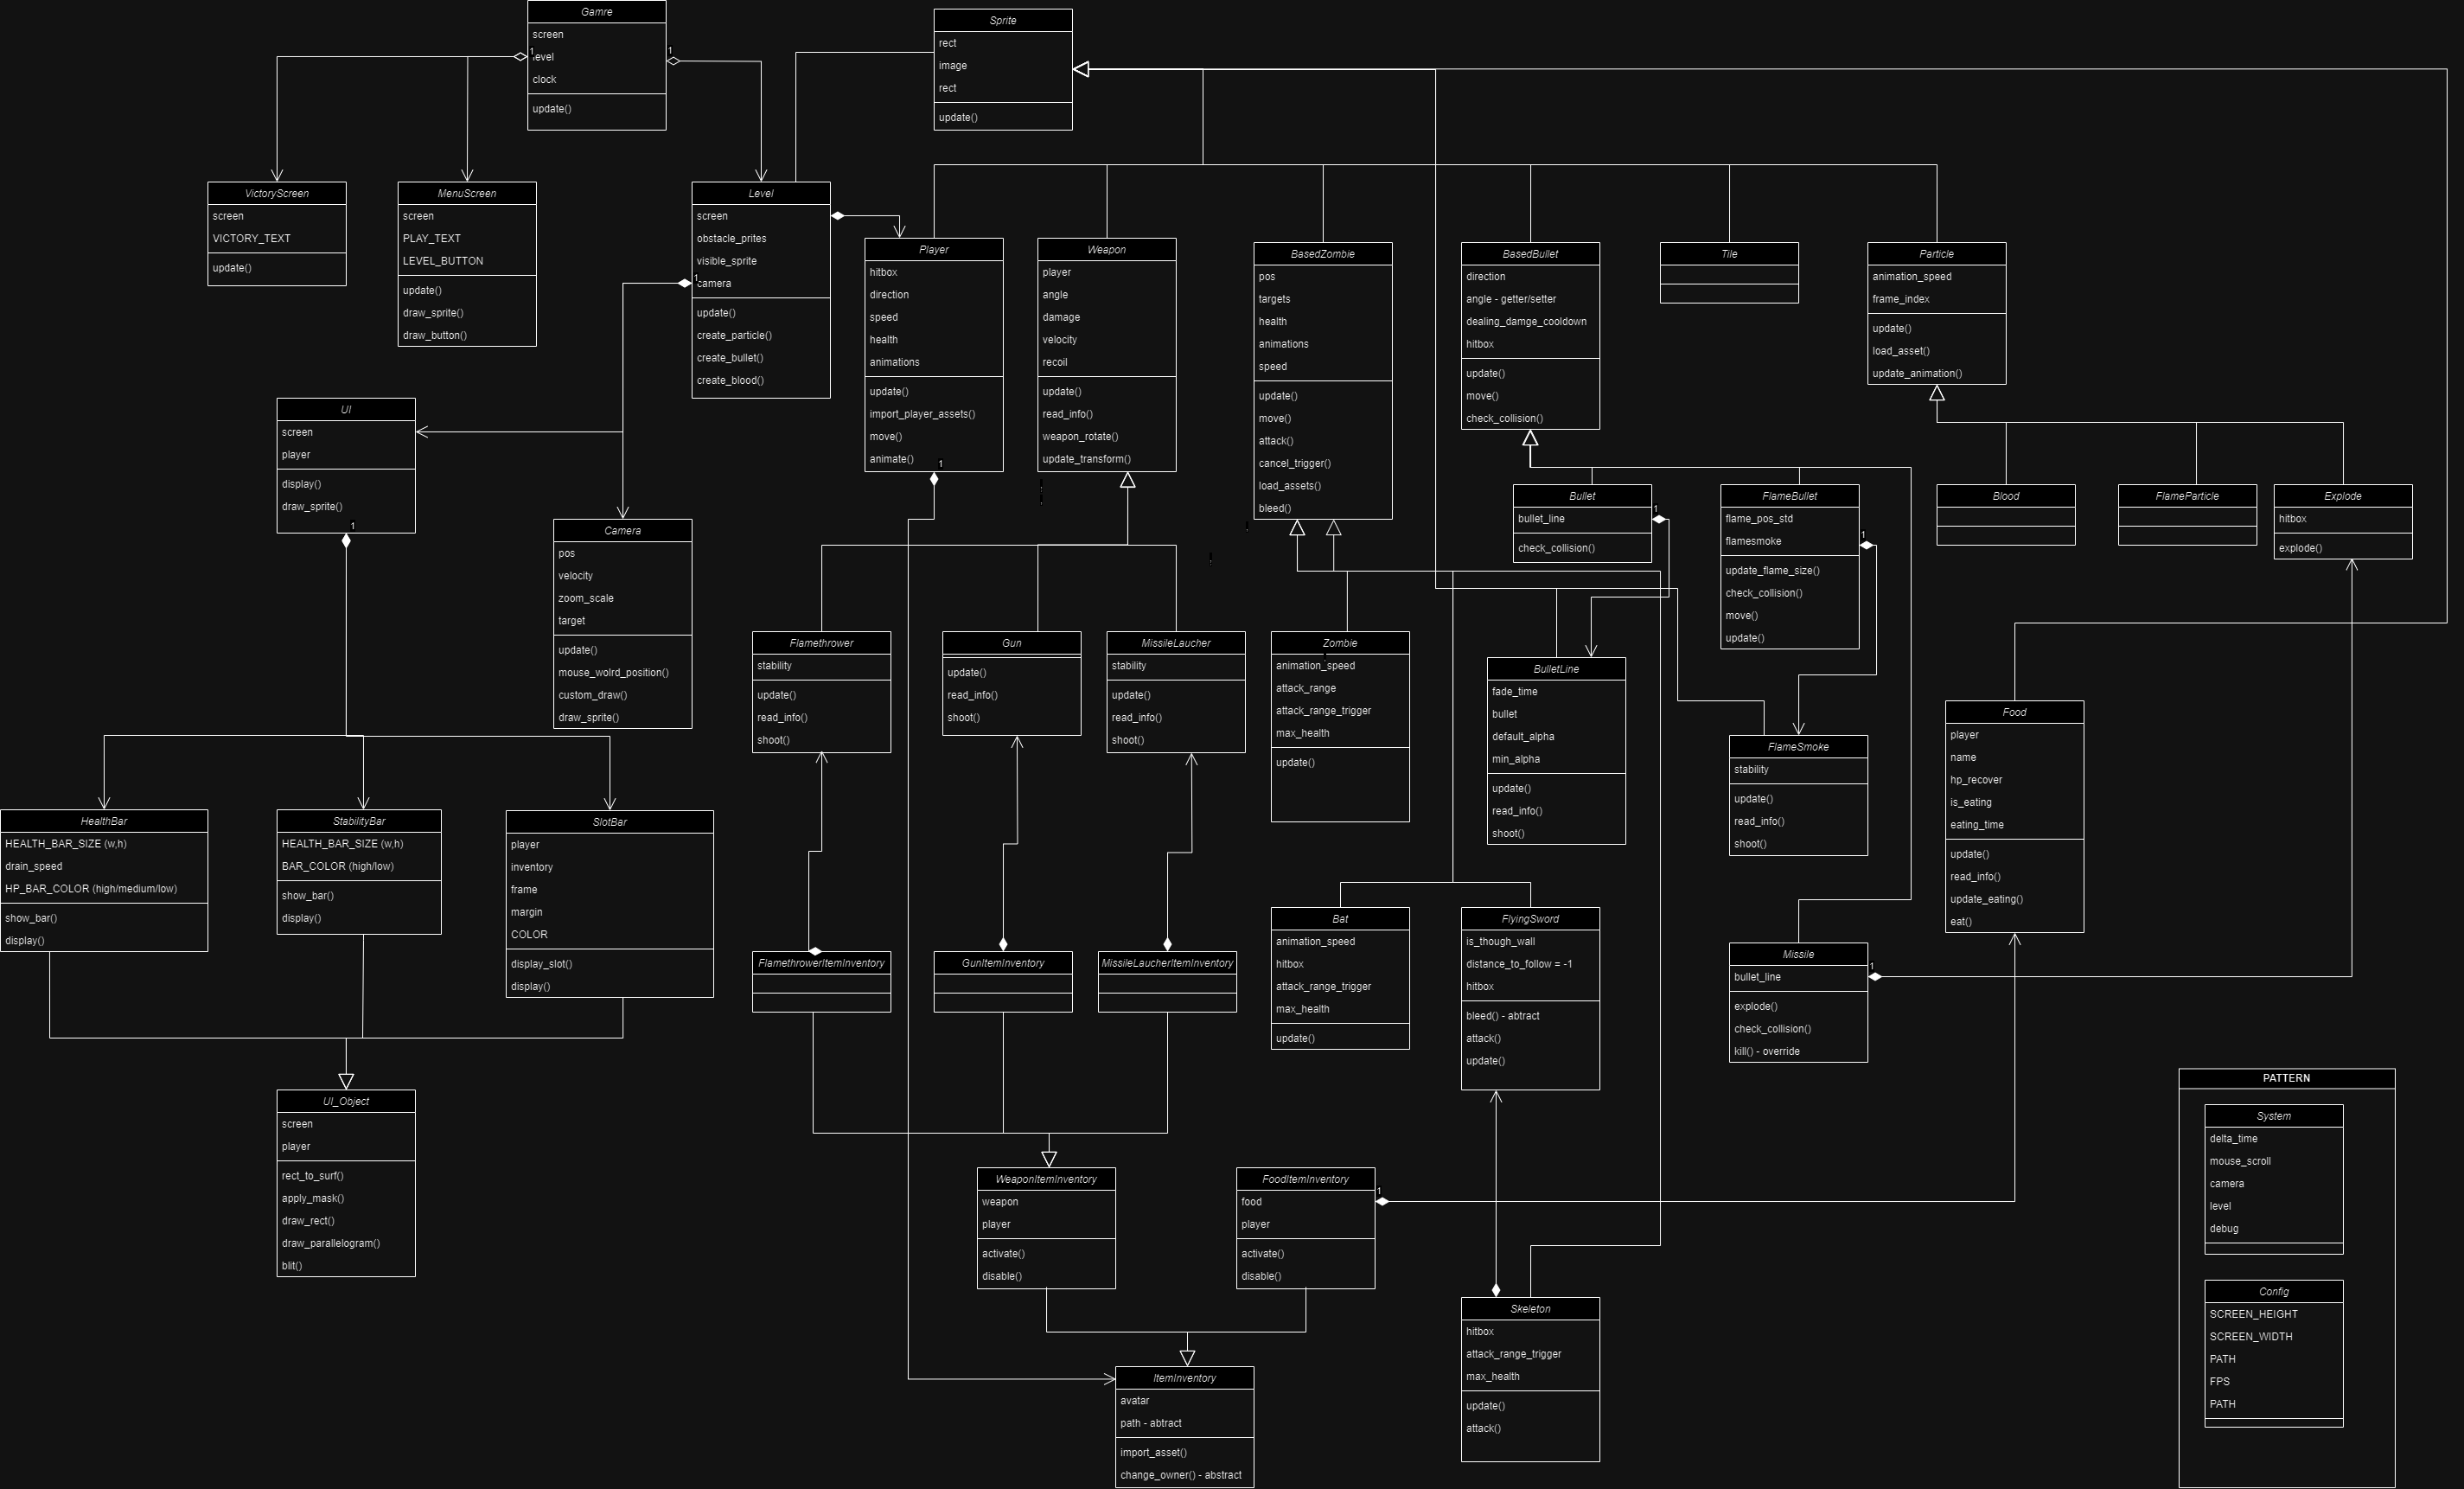 Gamre
screen
level
clock
update()
1
1
Sprite
rect
image
rect
update()
VictoryScreen
screen
VICTORY_TEXT
update()
MenuScreen
screen
PLAY_TEXT
LEVEL_BUTTON
update()
draw_sprite()
draw_button()
Level
screen
obstacle_prites
visible_sprite
camera
1
update()
create_particle()
create_bullet()
create_blood()
Player
hitbox
direction
speed
health
animations
update()
import_player_assets()
move()
animate()
1
Weapon
player
angle
damage
velocity
recoil
update()
read_info()
weapon_rotate()
update_transform()
BasedZombie
pos
targets
health
animations
speed
update()
move()
attack()
cancel_trigger()
load_assets()
bleed()
BasedBullet
direction
angle - getter/setter
dealing_damge_cooldown
hitbox
update()
move()
check_collision()
Tile
Particle
animation_speed
frame_index
update()
load_asset()
update_animation()
UI
screen
player
display()
draw_sprite()
1
Camera
pos
velocity
zoom_scale
target
update()
mouse_wolrd_position()
custom_draw()
draw_sprite()
Bullet
bullet_line
check_collision()
1
FlameBullet
flame_pos_std
flamesmoke
update_flame_size()
check_collision()
move()
update()
1
Blood
FlameParticle
Explode
hitbox
explode()
Flamethrower
stability
update()
read_info()
shoot()
Gun
update()
read_info()
shoot()
MissileLaucher
stability
update()
read_info()
shoot()
Zombie
animation_speed
attack_range
attack_range_trigger
max_health
update()
BulletLine
fade_time
bullet
default_alpha
min_alpha
update()
read_info()
shoot()
FlameSmoke
stability
update()
read_info()
shoot()
Food
player
name
hp_recover
is_eating
eating_time
update()
read_info()
update_eating()
eat()
HealthBar
HEALTH_BAR_SIZE (w,h)
drain_speed
HP_BAR_COLOR (high/medium/low)
show_bar()
display()
StabilityBar
HEALTH_BAR_SIZE (w,h)
BAR_COLOR (high/low)
show_bar()
display()
SlotBar
player
inventory
frame
margin
COLOR
display_slot()
display()
FlamethrowerItemInventory
GunItemInventory
MissileLaucherItemInventory
Bat
animation_speed
hitbox
attack_range_trigger
max_health
update()
FlyingSword
is_though_wall
distance_to_follow = -1
hitbox
bleed() - abtract
attack()
update()
Missile
bullet_line
explode()
check_collision()
kill() - override
1
UI_Object
screen
player
rect_to_surf()
apply_mask()
draw_rect()
draw_parallelogram()
blit()
WeaponItemInventory
weapon
player
activate()
disable()
FoodItemInventory
food
player
activate()
disable()
1
Skeleton
hitbox
attack_range_trigger
max_health
update()
attack()
ItemInventory
avatar
path - abtract
import_asset()
change_owner() - abstract
PATTERN
System
delta_time
mouse_scroll
camera
level
debug
Config
SCREEN_HEIGHT
SCREEN_WIDTH
PATH
FPS
PATH